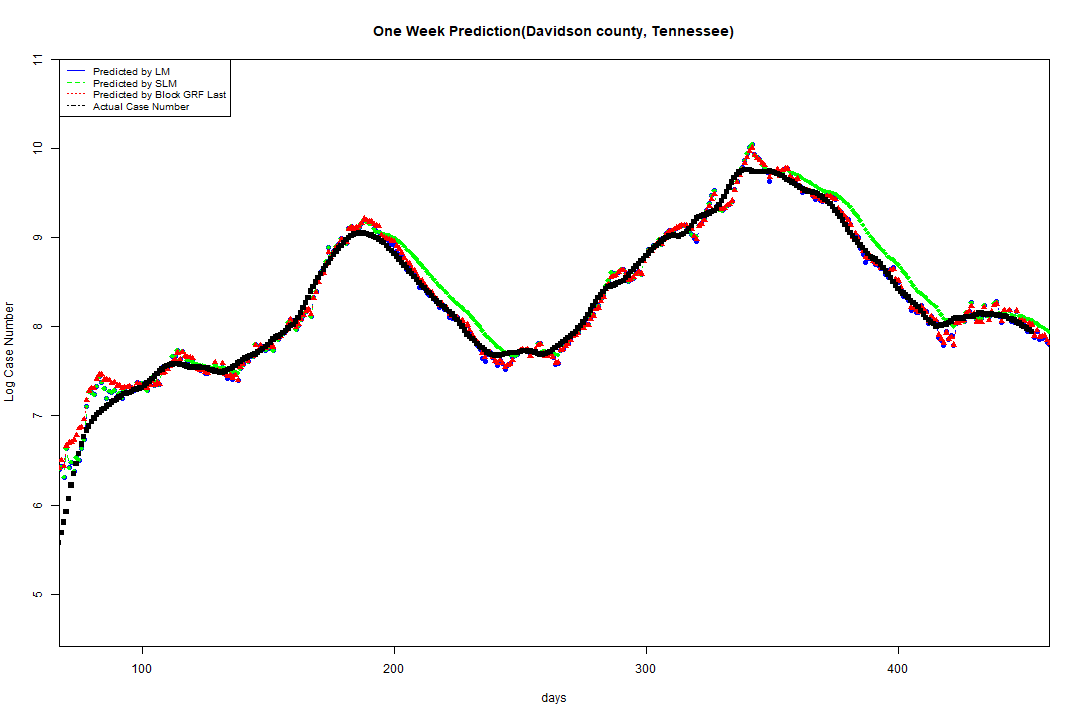 One Week Prediction(Davidson county, Tennessee)
Predicted by LM
Predicted by SLM
Predicted by Block GRF Last
Actual Case Number
11
10
9
8
7
6
5
Log Case Number
100 200 300 400
days